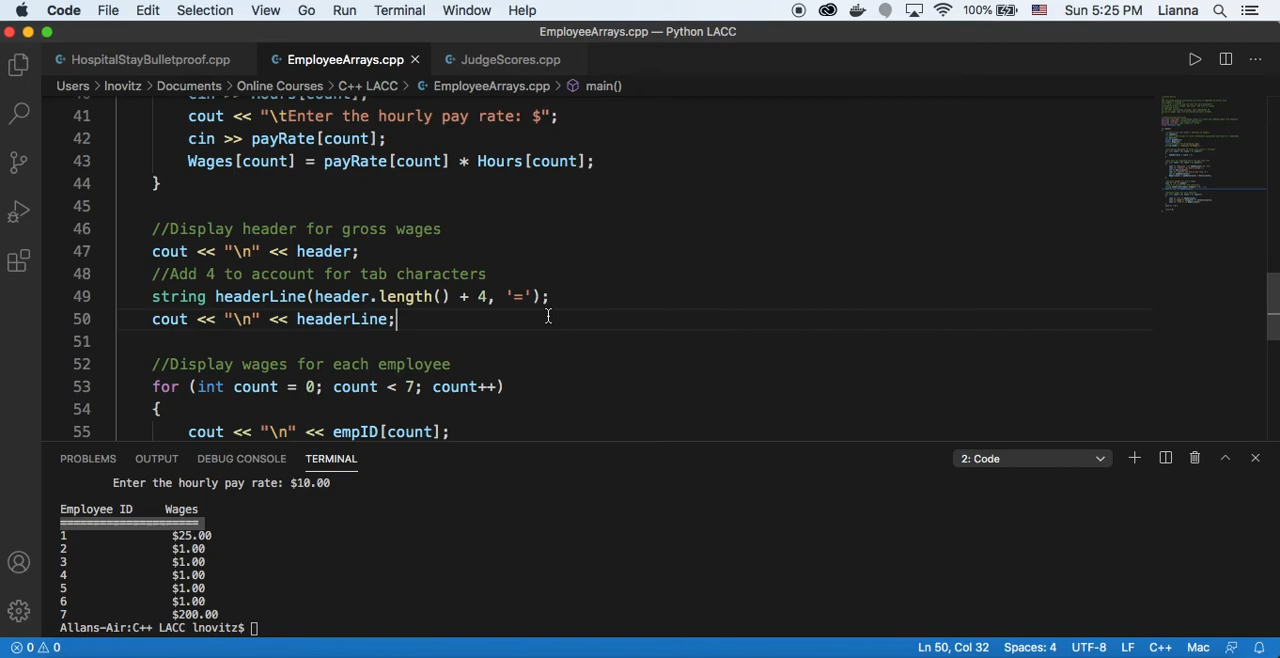 Code File Edit Selection View Go Run Terminal Window Help 100% Sun 5:25 PM Lianna
EmployeeArrays.cpp — Python LACC
HospitalStayBulletproof.cpp EmployeeArrays.cpp JudgeScores.cpp
Users > lnovitz > Documents > Online Courses > C++ LACC > EmployeeArrays.cpp > main()
40 cin >> Hours[count];
41 cout << "\tEnter the hourly pay rate: $";
42 cin >> payRate[count];
43 Wages[count] = payRate[count] * Hours[count];
44 }
45
46 //Display header for gross wages
47 cout << "\n" << header;
48 //Add 4 to account for tab characters
49 string headerLine(header.length() + 4, '=');
50 cout << "\n" << headerLine;
51
52 //Display wages for each employee
53 for (int count = 0; count < 7; count++)
54 {
55 cout << "\n" << empID[count];
PROBLEMS OUTPUT DEBUG CONSOLE TERMINAL 2: Code
Enter the hourly pay rate: $10.00
Employee ID Wages
=====================
1 $25.00
2 $1.00
3 $1.00
4 $1.00
5 $1.00
6 $1.00
7 $200.00
Allans-Air:C++ LACC lnovitz$
0 0 Ln 50, Col 32 Spaces: 4 UTF-8 LF C++ Mac